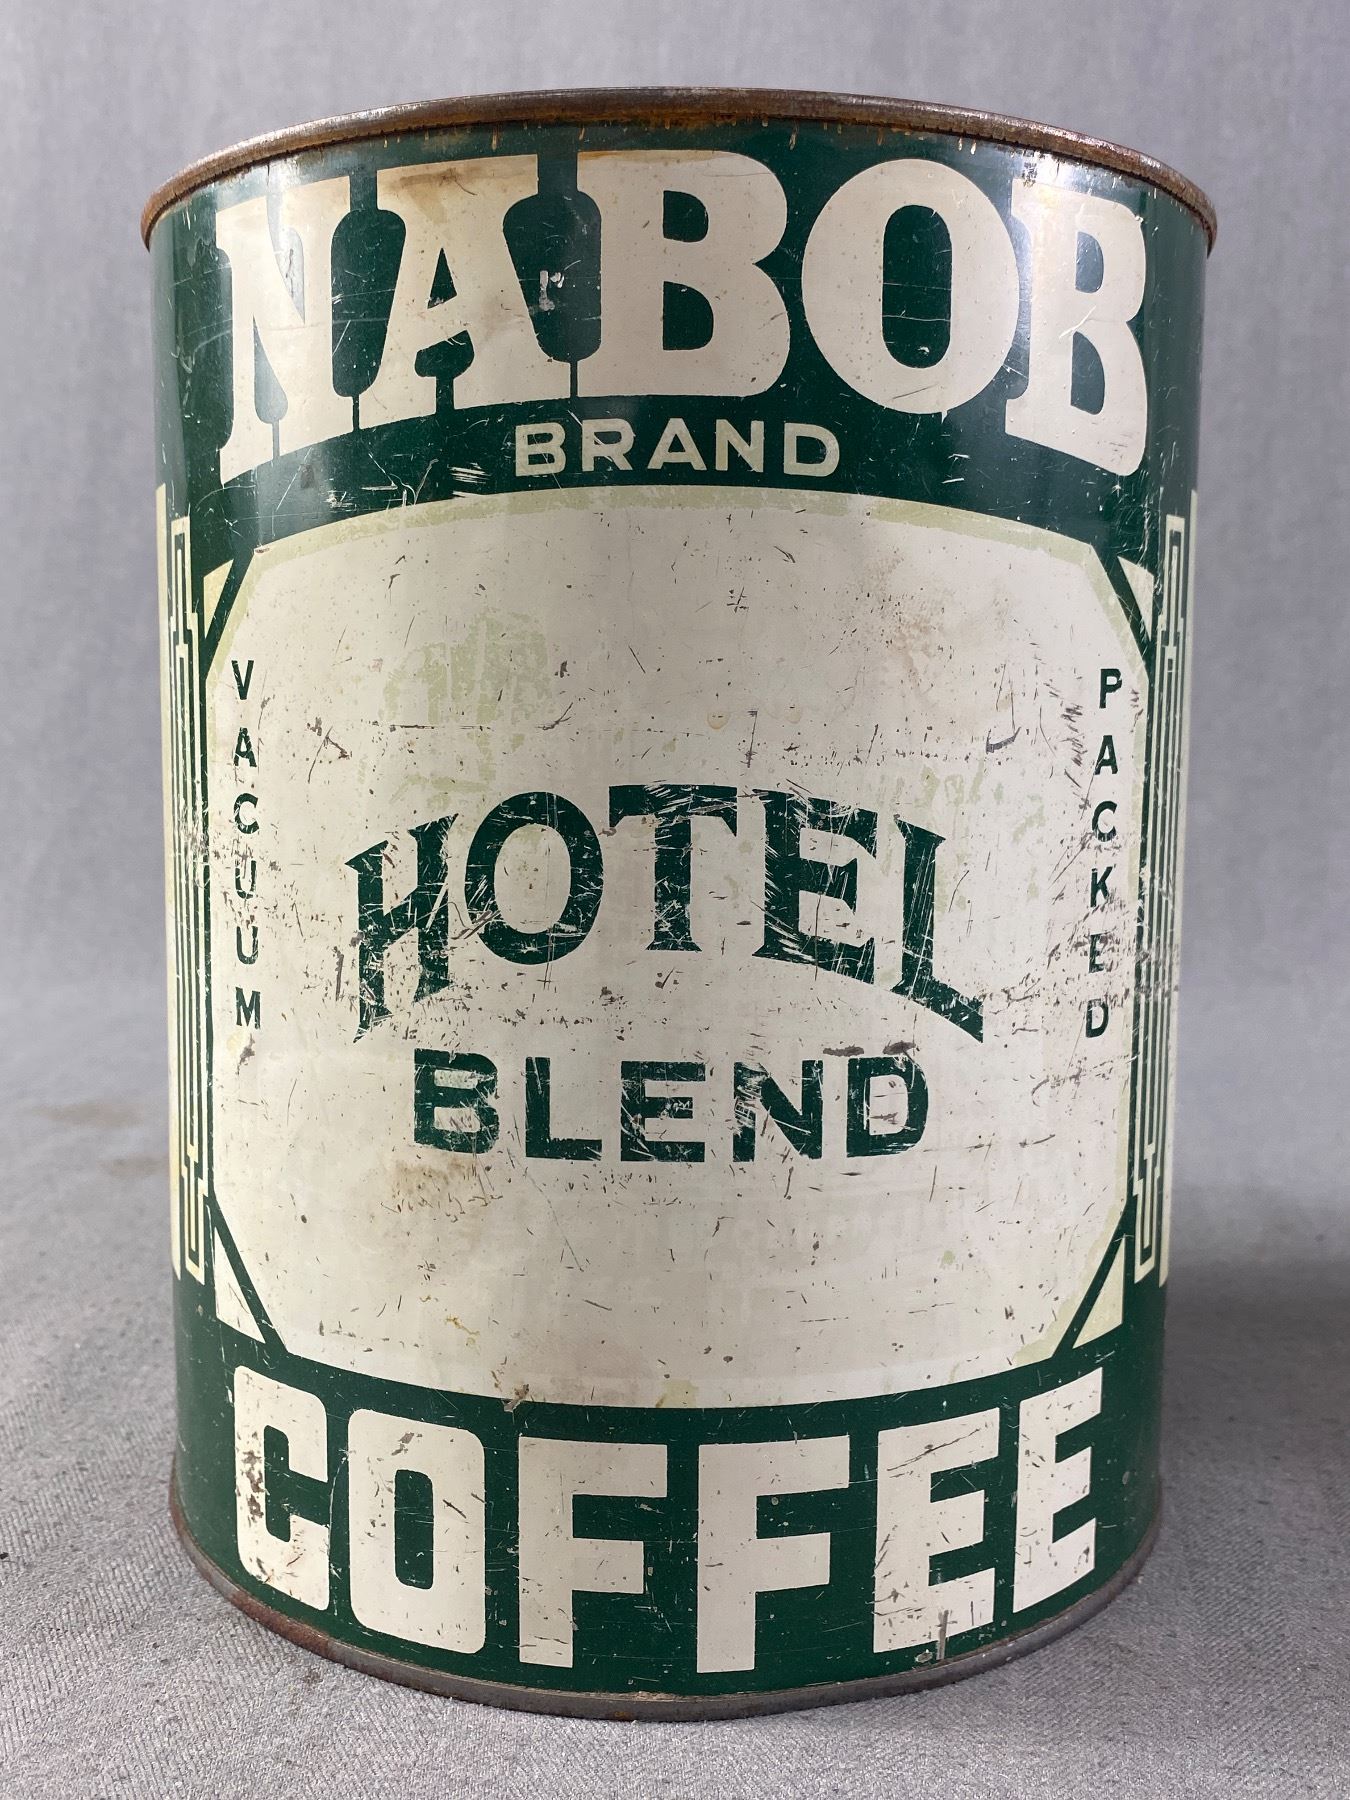 NABOB
BRAND
VACUUM
PACKED
HOTEL
BLEND
COFFEE